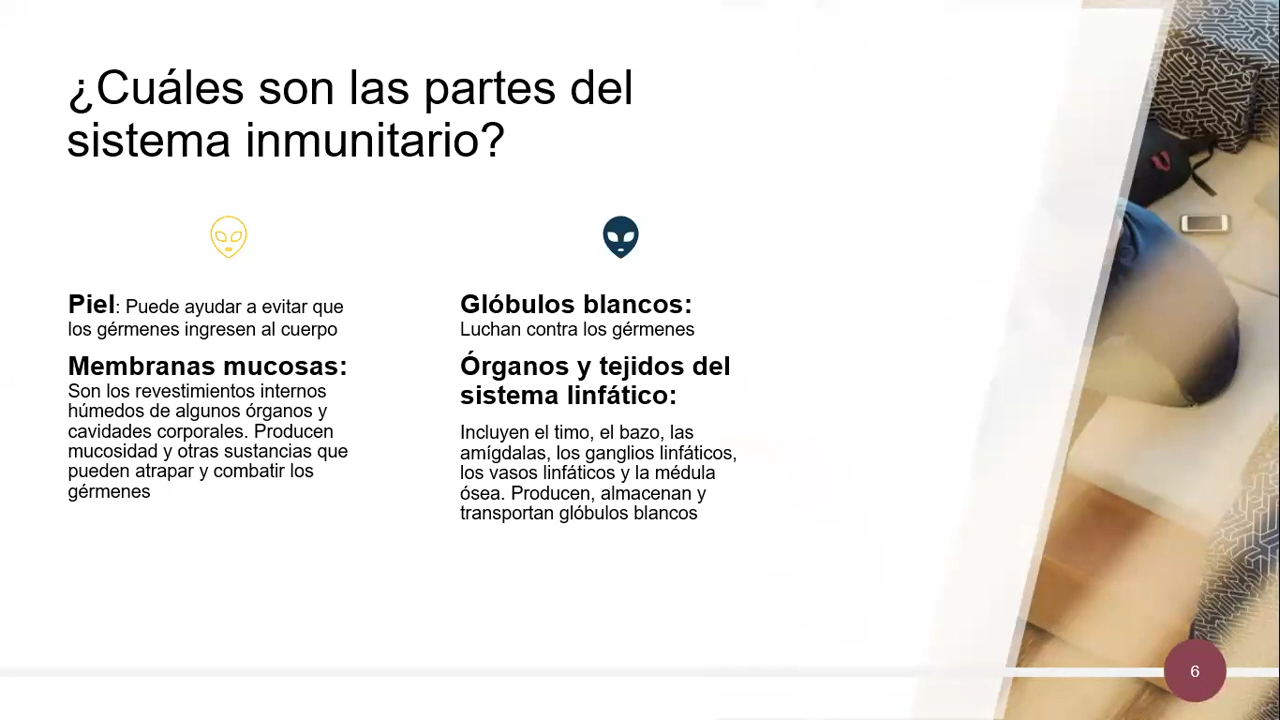 ¿Cuáles son las partes del
sistema inmunitario?
Piel: Puede ayudar a evitar que
los gérmenes ingresen al cuerpo
Membranas mucosas:
Son los revestimientos internos
húmedos de algunos órganos y
cavidades corporales. Producen
mucosidad y otras sustancias que
pueden atrapar y combatir los
gérmenes
Glóbulos blancos:
Luchan contra los gérmenes
Órganos y tejidos del
sistema linfático:
Incluyen el timo, el bazo, las
amígdalas, los ganglios linfáticos,
los vasos linfáticos y la médula
ósea. Producen, almacenan y
transportan glóbulos blancos
6